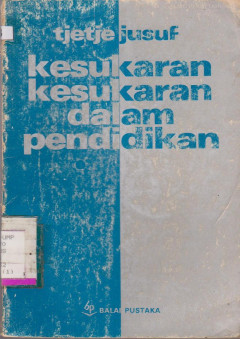 tjetje jusuf
kesukaran
kesukaran
dalam
pendidikan
BALAI PUSTAKA